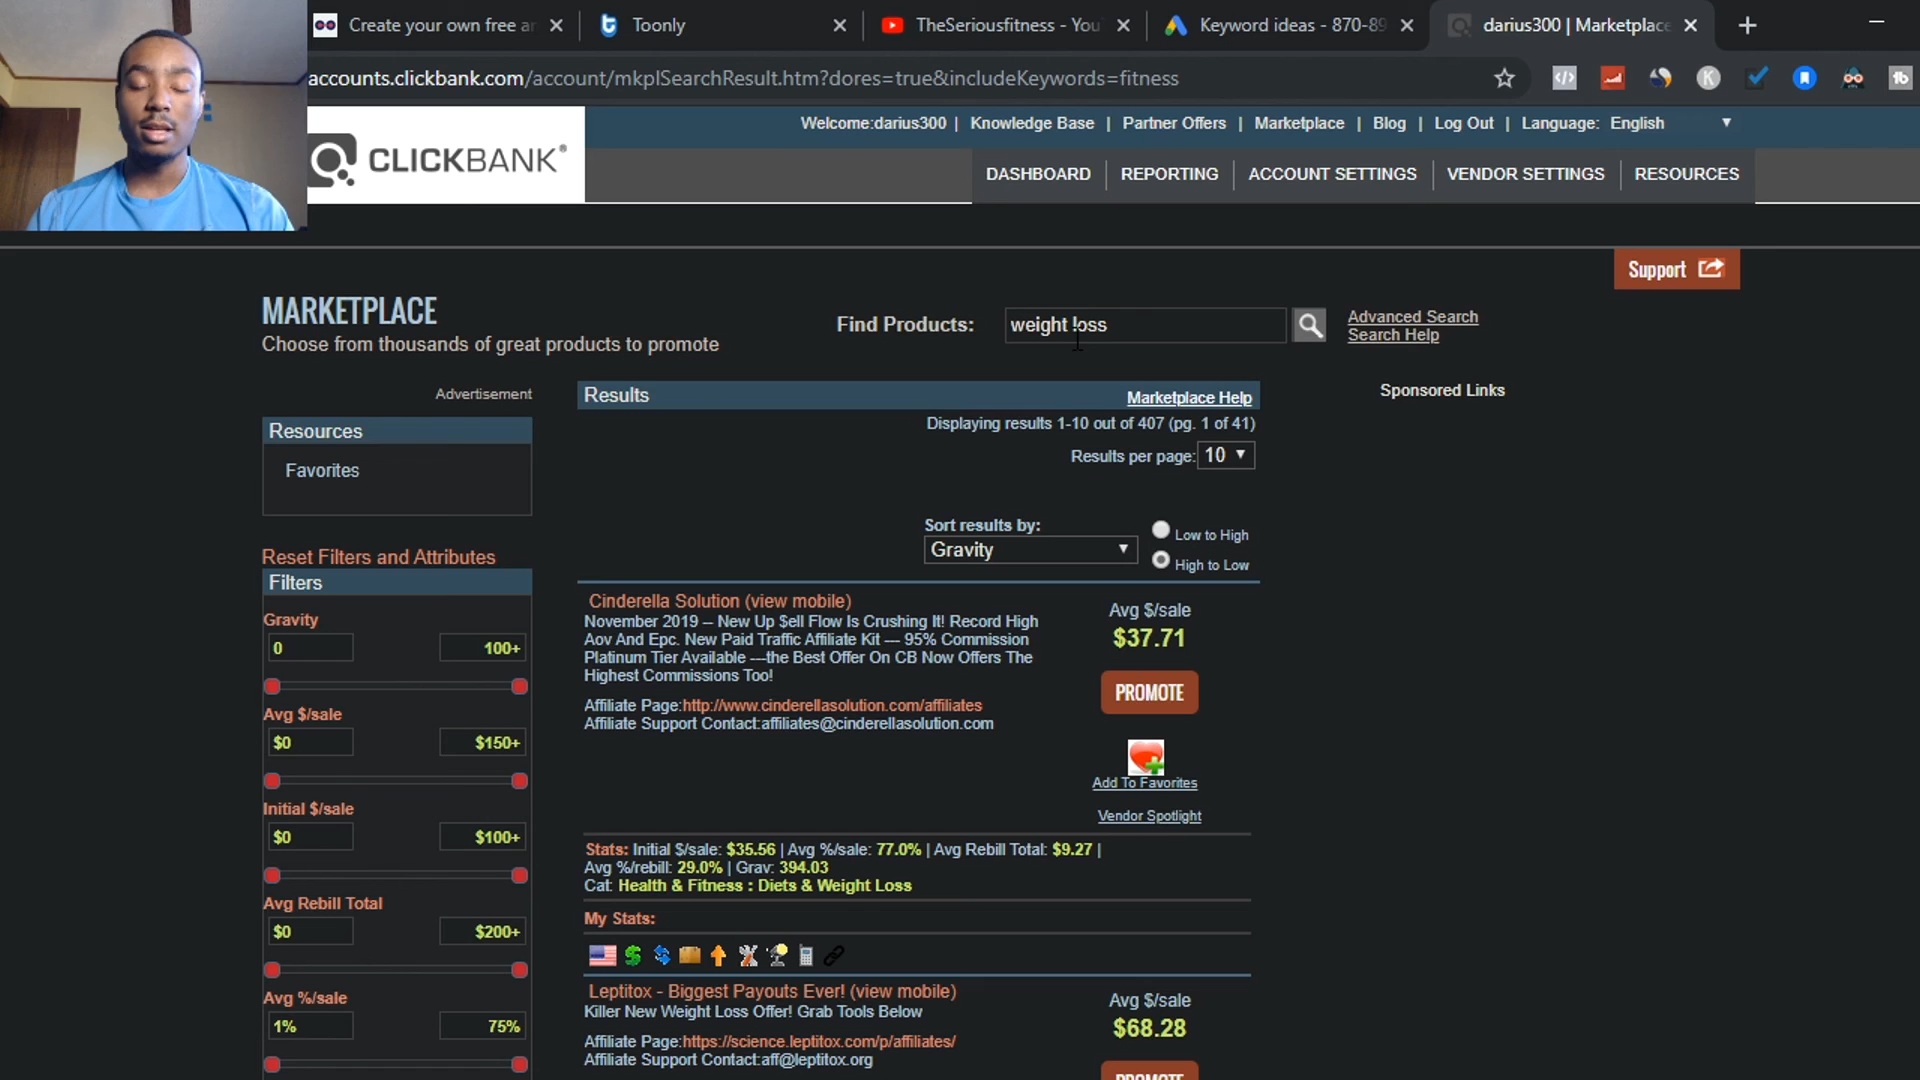 Create your own free ar
Toonly
TheSeriousfitness - YouT
Keyword ideas - 870-89
darius300 | Marketplace
accounts.clickbank.com/account/mkplSearchResult.htm?dores=true&includeKeywords=fitness
Welcome:darius300 | Knowledge Base | Partner Offers | Marketplace | Blog | Log Out | Language: English
CLICKBANK®
DASHBOARD | REPORTING | ACCOUNT SETTINGS | VENDOR SETTINGS | RESOURCES
Support
MARKETPLACE
Choose from thousands of great products to promote
Find Products: weight loss
Advanced Search
Search Help
Advertisement
Resources
Favorites
Reset Filters and Attributes
Filters
Gravity
0 100+
Avg $/sale
$0 $150+
Initial $/sale
$0 $100+
Avg Rebill Total
$0 $200+
Avg %/sale
1% 75%
Results
Marketplace Help
Displaying results 1-10 out of 407 (pg. 1 of 41)
Results per page: 10
Sort results by:
Gravity
Low to High
High to Low
Cinderella Solution (view mobile)
November 2019 – New Up $ell Flow Is Crushing It! Record High
Aov And Epc. New Paid Traffic Affiliate Kit --- 95% Commission
Platinum Tier Available ---the Best Offer On CB Now Offers The
Highest Commissions Too!
Affiliate Page:http://www.cinderellasolution.com/affiliates
Affiliate Support Contact:affiliates@cinderellasolution.com
Avg $/sale
$37.71
PROMOTE
Add To Favorites
Vendor Spotlight
Stats: Initial $/sale: $35.56 | Avg %/sale: 77.0% | Avg Rebill Total: $9.27 |
Avg %/rebill: 29.0% | Grav: 394.03
Cat: Health & Fitness : Diets & Weight Loss
My Stats:
Leptitox - Biggest Payouts Ever! (view mobile)
Killer New Weight Loss Offer! Grab Tools Below
Affiliate Page:https://science.leptitox.com/p/affiliates/
Affiliate Support Contact:aff@leptitox.org
Avg $/sale
$68.28
PROMOTE
Sponsored Links